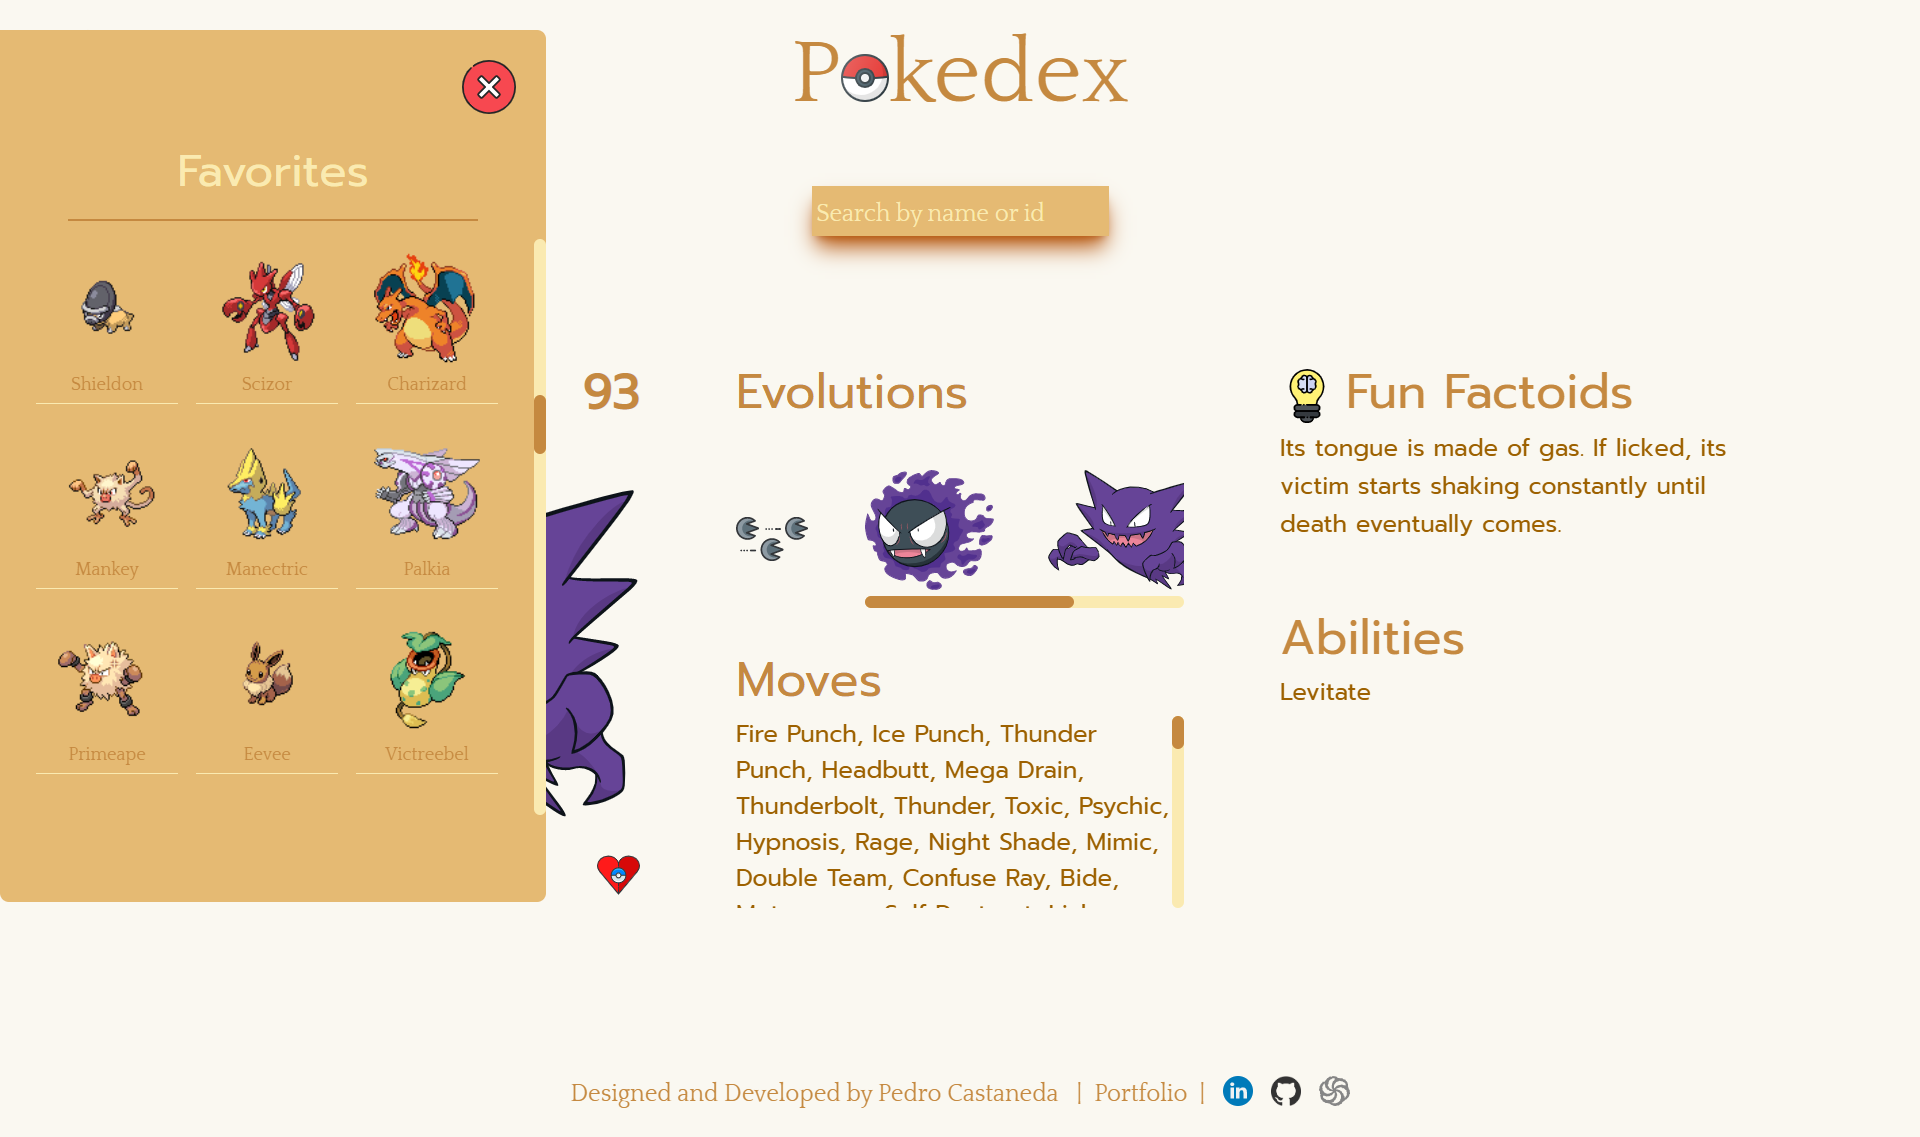 Pokedex
Search by name or id
Favorites
Shieldon
Scizor
Charizard
Mankey
Manectric
Palkia
Primeape
Eevee
Victreebel
93
Evolutions
Moves
Fire Punch, Ice Punch, Thunder
Punch, Headbutt, Mega Drain,
Thunderbolt, Thunder, Toxic, Psychic,
Hypnosis, Rage, Night Shade, Mimic,
Double Team, Confuse Ray, Bide,
Fun Factoids
Its tongue is made of gas. If licked, its
victim starts shaking constantly until
death eventually comes.
Abilities
Levitate
Designed and Developed by Pedro Castaneda | Portfolio |
in